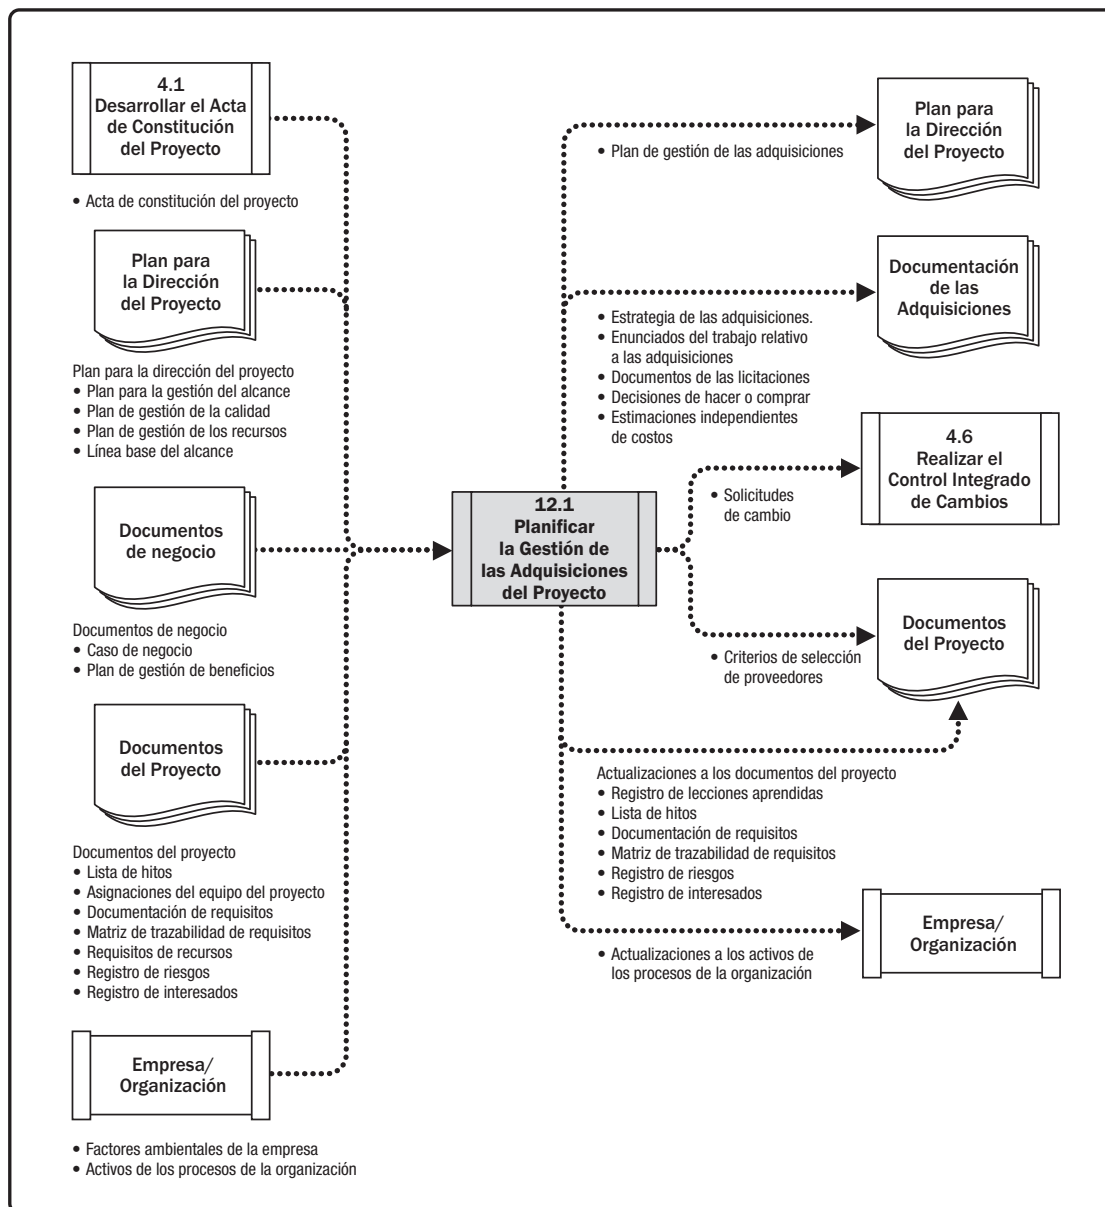 4.1
Desarrollar el Acta
de Constitución
del Proyecto
• Acta de constitución del proyecto
Plan para
la Dirección
del Proyecto
Plan para la dirección del proyecto
• Plan para la gestión del alcance
• Plan de gestión de la calidad
• Plan de gestión de los recursos
• Línea base del alcance
Documentos
de negocio
Documentos de negocio
• Caso de negocio
• Plan de gestión de beneficios
Documentos
del Proyecto
Documentos del proyecto
• Lista de hitos
• Asignaciones del equipo del proyecto
• Documentación de requisitos
• Matriz de trazabilidad de requisitos
• Requisitos de recursos
• Registro de riesgos
• Registro de interesados
Empresa/
Organización
• Factores ambientales de la empresa
• Activos de los procesos de la organización
12.1
Planificar
la Gestión de
las Adquisiciones
del Proyecto
• Plan de gestión de las adquisiciones
Plan para
la Dirección
del Proyecto
• Estrategia de las adquisiciones.
• Enunciados del trabajo relativo
a las adquisiciones
• Documentos de las licitaciones
• Decisiones de hacer o comprar
• Estimaciones independientes
de costos
Documentación
de las
Adquisiciones
• Solicitudes
de cambio
4.6
Realizar el
Control Integrado
de Cambios
• Criterios de selección
de proveedores
Documentos
del Proyecto
Actualizaciones a los documentos del proyecto
• Registro de lecciones aprendidas
• Lista de hitos
• Documentación de requisitos
• Matriz de trazabilidad de requisitos
• Registro de riesgos
• Registro de interesados
• Actualizaciones a los activos de
los procesos de la organización
Empresa/
Organización